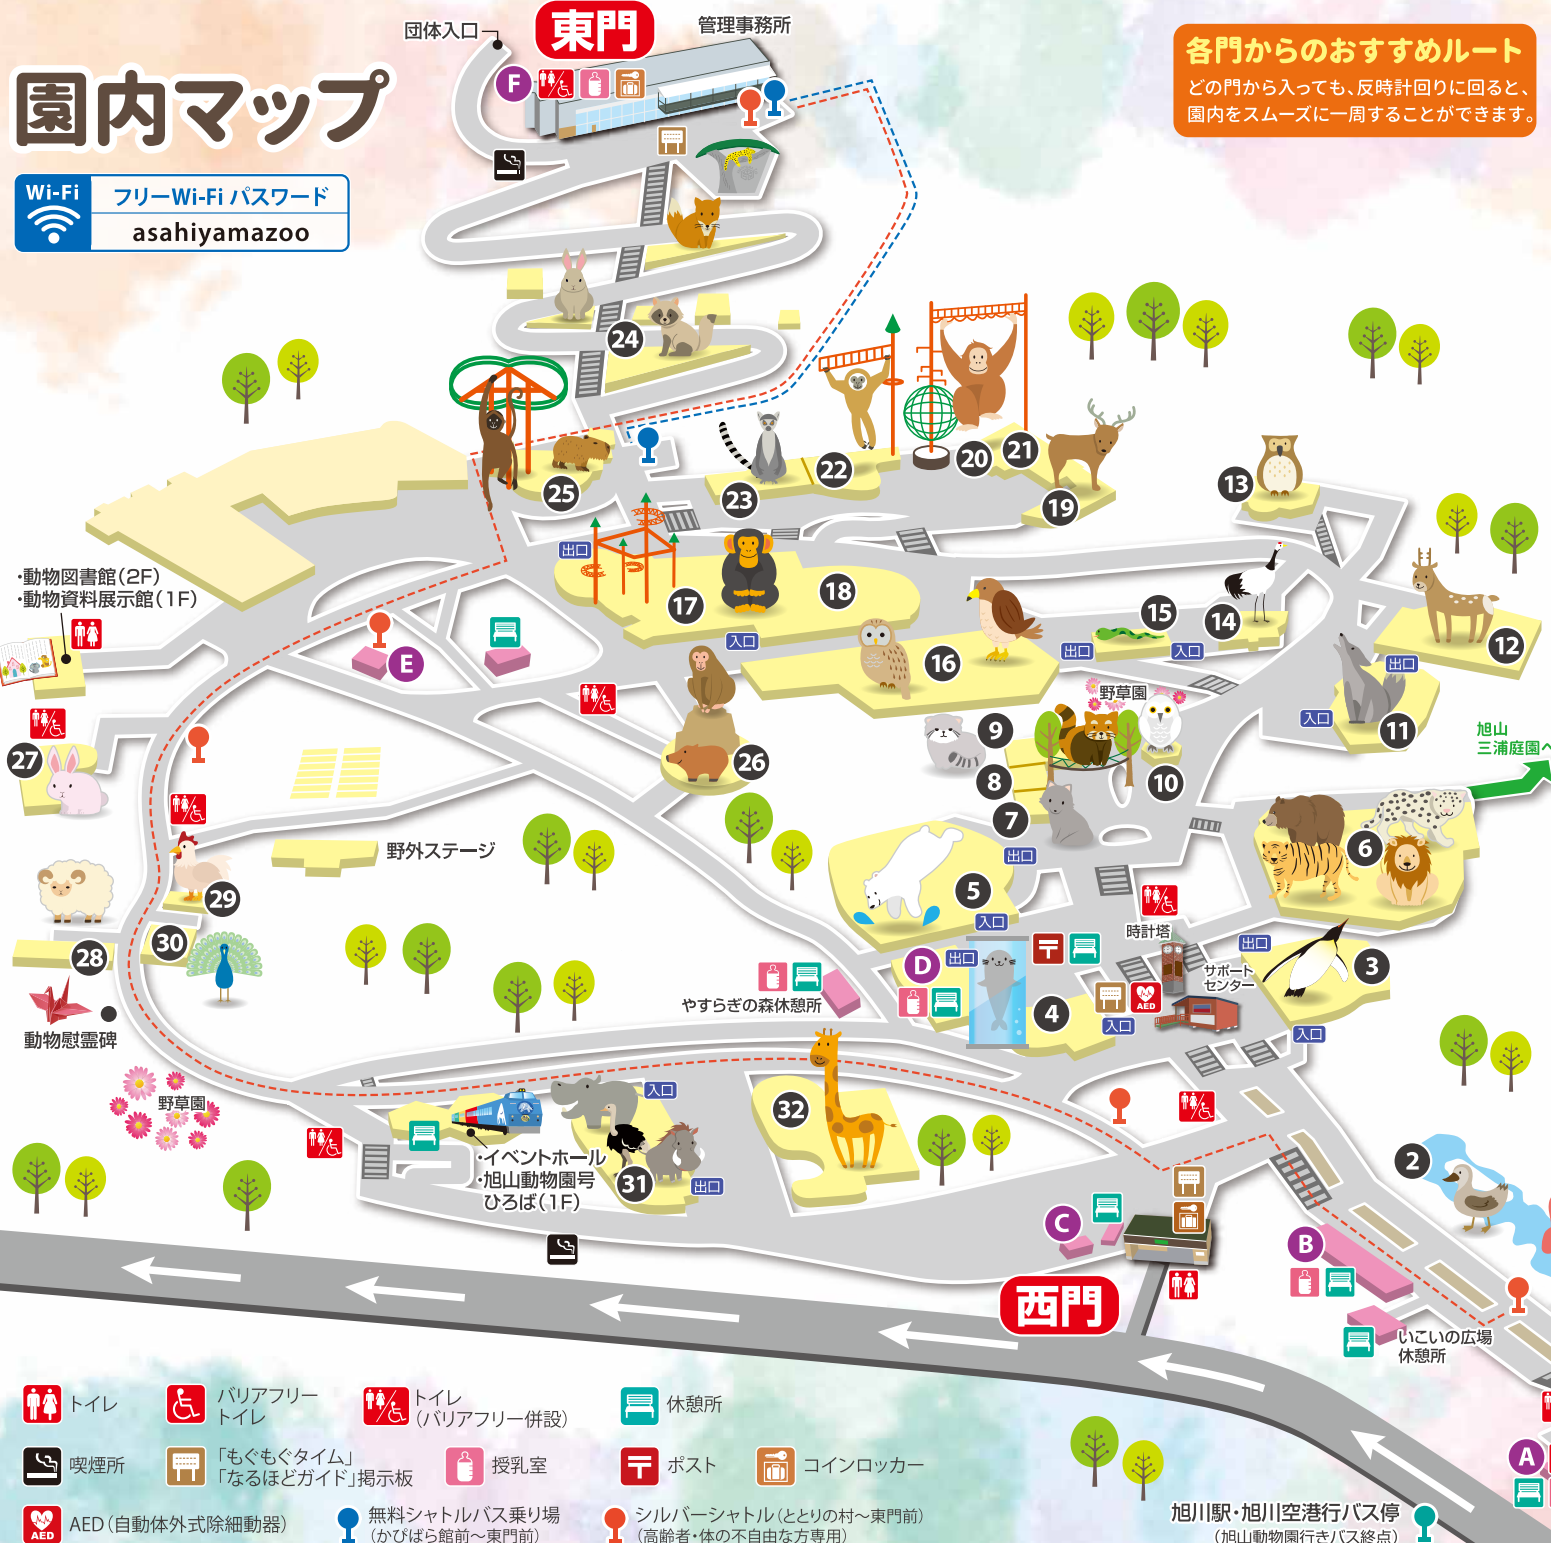 団体入口
東門
管理事務所
園内マップ
F
各門からのおすすめルート
どの門から入っても、反時計回りに回ると、
園内をスムーズに一周することができます。
Wi-Fi
フリーWi-Fi パスワード
asahiyamazoo
24
25
23
22
20
21
19
13
出口
17
18
入口
16
15
14
出口
入口
12
出口
入口
11
・動物図書館(2F)
・動物資料展示館(1F)
E
野草園
9
8
7
10
26
27
旭山
三浦庭園へ
出口
6
5
入口
野外ステージ
29
28
30
動物慰霊碑
時計塔
サポート
センター
出口
3
入口
D
出口
4
AED
入口
やすらぎの森休憩所
野草園
入口
32
・イベントホール
・旭山動物園号
ひろば(1F)
31
出口
2
C
B
西門
いこいの広場
休憩所
A
トイレ
バリアフリー
トイレ
トイレ
(バリアフリー併設)
休憩所
喫煙所
「もぐもぐタイム」
「なるほどガイド」掲示板
授乳室
ポスト
コインロッカー
AED
AED(自動体外式除細動器)
無料シャトルバス乗り場
(かぴばら館前〜東門前)
シルバーシャトル(ととりの村〜東門前)
(高齢者・体の不自由な方専用)
旭川駅・旭川空港行バス停
(旭山動物園行きバス終点)